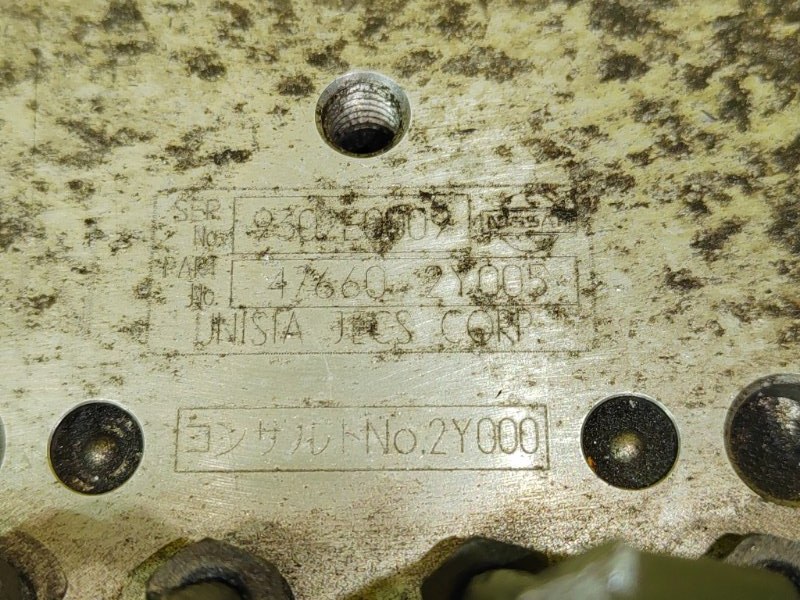 SER No.
PART No. 47660-2Y005
UNISIA JECS CORP.
コンサルトNo.2Y000